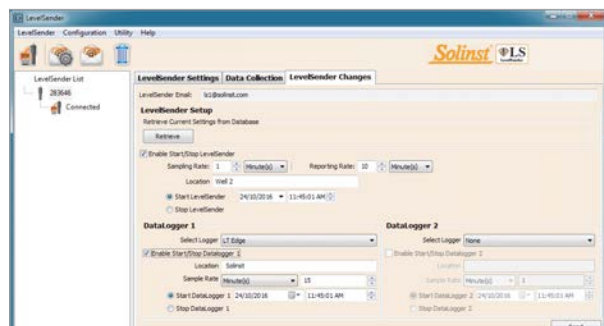 LevelSender
LevelSender Configuration Utility Help
Solinst LS
LevelSender List
283646
Connected
LevelSender Settings Data Collection LevelSender Changes
LevelSender Email: ls1@solinst.com
LevelSender Setup
Retrieve Current Settings from Database
Retrieve
Enable Start/Stop LevelSender
Sampling Rate: 1 Minute(s) Reporting Rate: 10 Minute(s)
Location Well 2
Start LevelSender 24/10/2016 11:45:01 AM
Stop LevelSender
DataLogger 1 DataLogger 2
Select Logger LT Edge Select Logger None
Enable Start/Stop Datalogger 1 Enable Start/Stop Datalogger 2
Location Solinst Location
Sample Rate Minute(s) 15 Sample Rate Minute(s)
Start DataLogger 1 24/10/2016 11:45:01 AM Start DataLogger 2 24/10/2016 11:45:01 AM
Stop DataLogger 1 Stop DataLogger 2